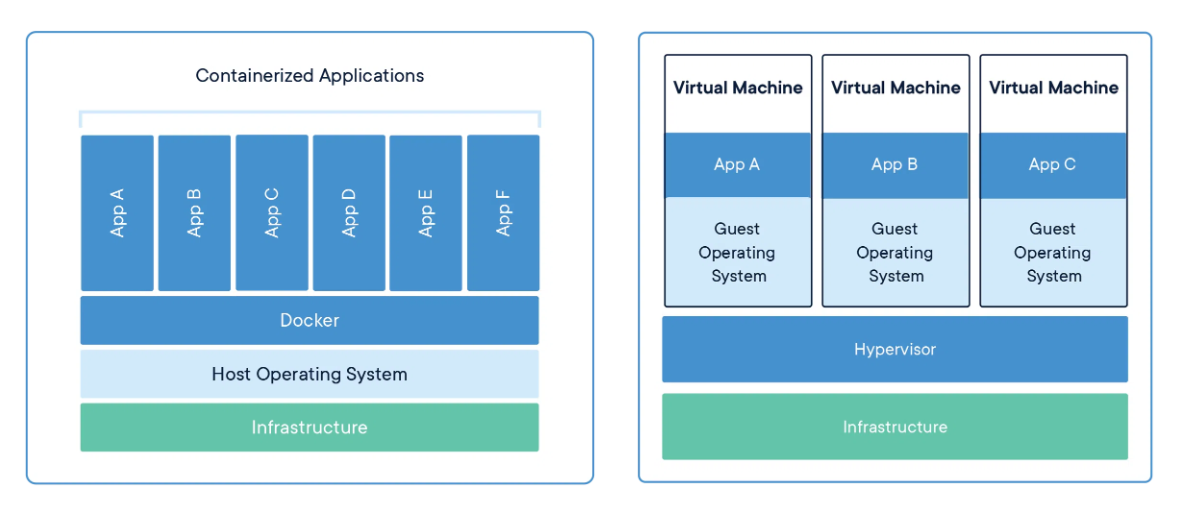 Containerized Applications
App A
App B
App C
App D
App E
App F
Docker
Host Operating System
Infrastructure
Virtual Machine
App A
Guest
Operating
System
Virtual Machine
App B
Guest
Operating
System
Virtual Machine
App C
Guest
Operating
System
Hypervisor
Infrastructure